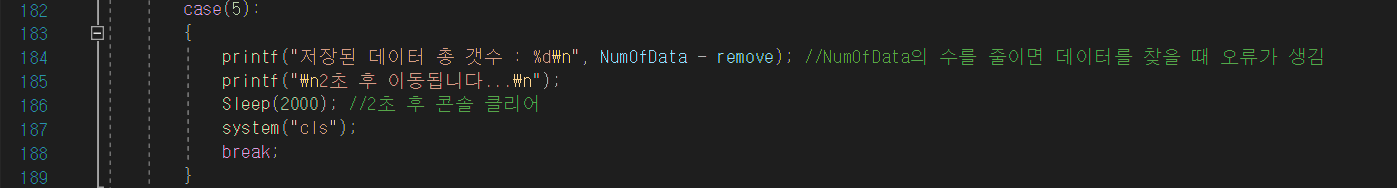 182 case(5):
183 {
184 printf("저장된 데이터 총 갯수 : %d₩n", NumOfData - remove); //NumOfData의 수를 줄이면 데이터를 찾을 때 오류가 생김
185 printf("₩n2초 후 이동됩니다...₩n");
186 Sleep(2000); //2초 후 콘솔 클리어
187 system("cls");
188 break;
189 }